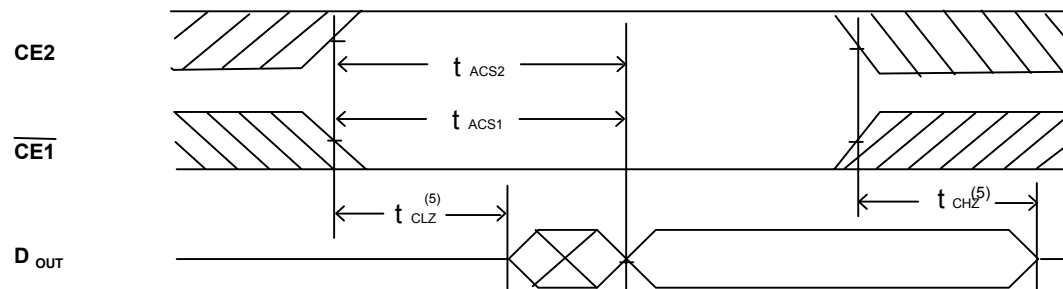 CE2
t ACS2
t ACS1
CE1
t CLZ (5)
t CHZ (5)
D OUT